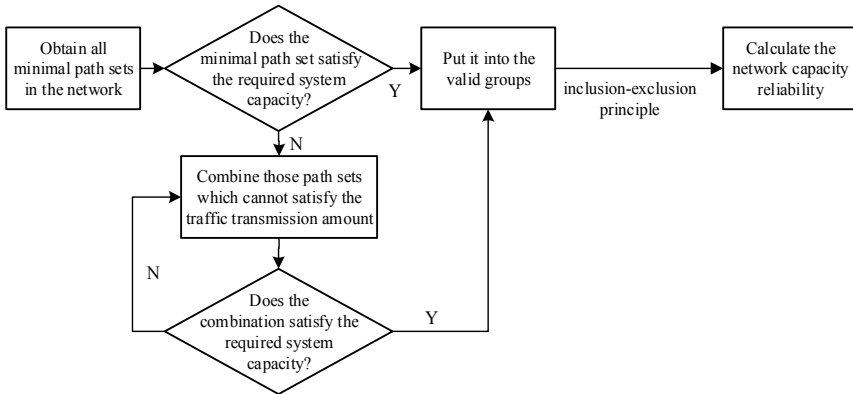 Obtain all
minimal path sets
in the network
Does the
minimal path set satisfy
the required system
capacity?
Y
Put it into the
valid groups
inclusion-exclusion
principle
Calculate the
network capacity
reliability
N
Combine those path sets
which cannot satisfy the
traffic transmission amount
N
Does the
combination satisfy the
required system
capacity?
Y